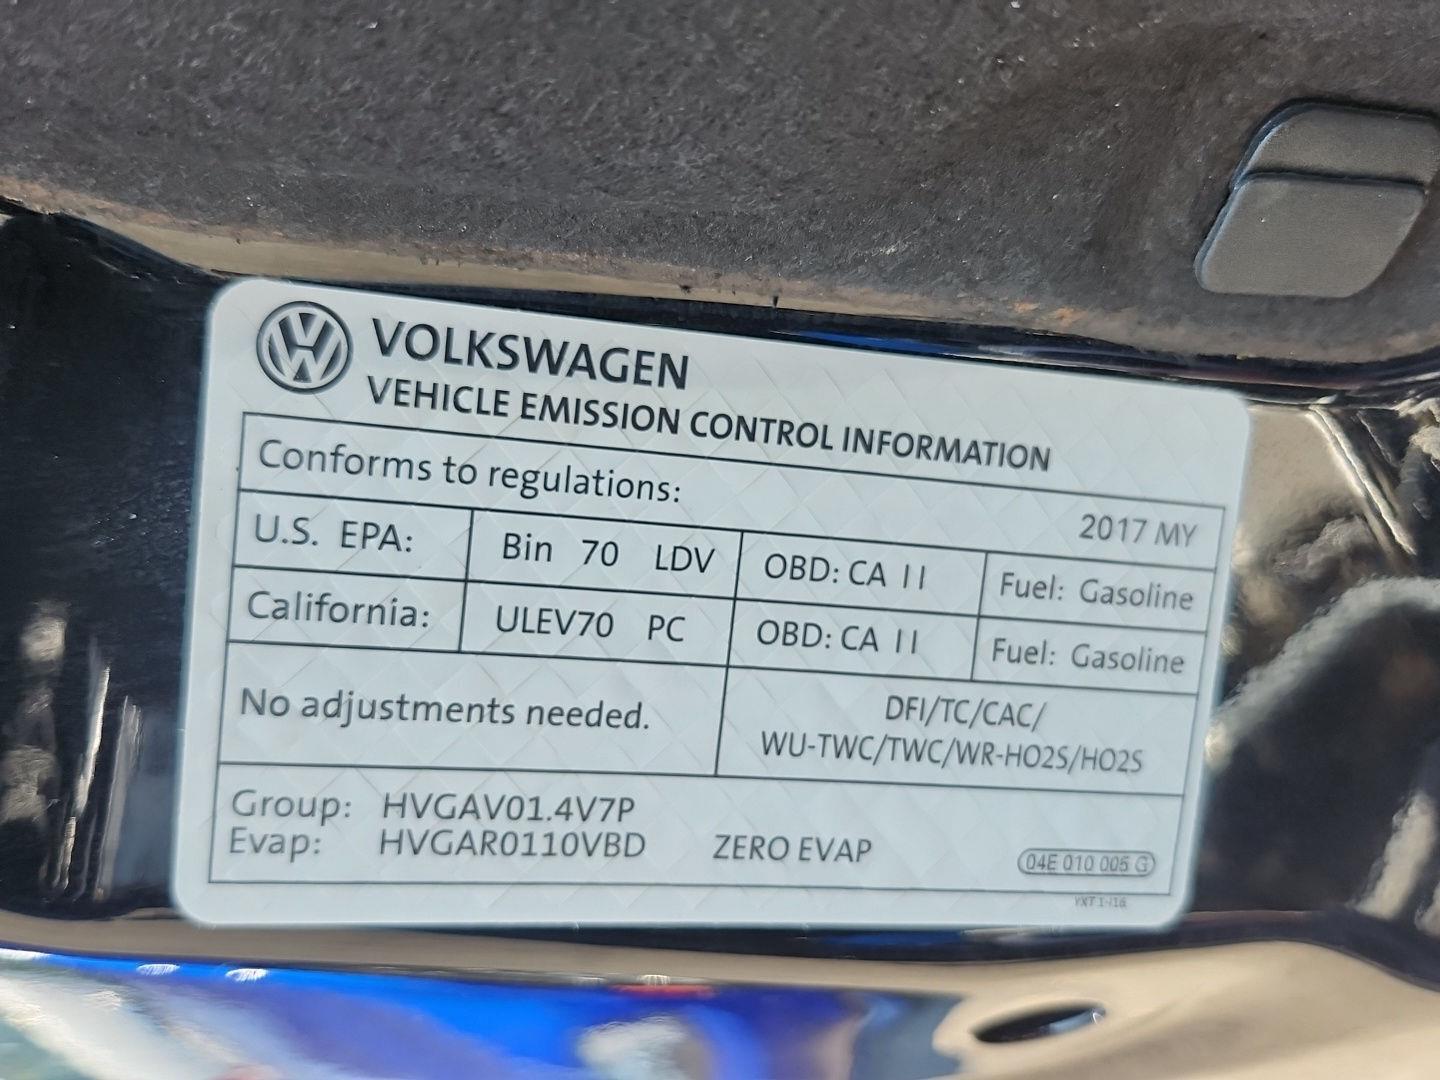 VOLKSWAGEN
VEHICLE EMISSION CONTROL INFORMATION
Conforms to regulations: 2017 MY
U.S. EPA: Bin 70 LDV OBD: CA II Fuel: Gasoline
California: ULEV70 PC OBD: CA II Fuel: Gasoline
No adjustments needed.
DFI/TC/CAC/
WU-TWC/TWC/WR-HO2S/HO2S
Group: HVGAV01.4V7P
Evap: HVGAR0110VBD ZERO EVAP
04E 010 005 G